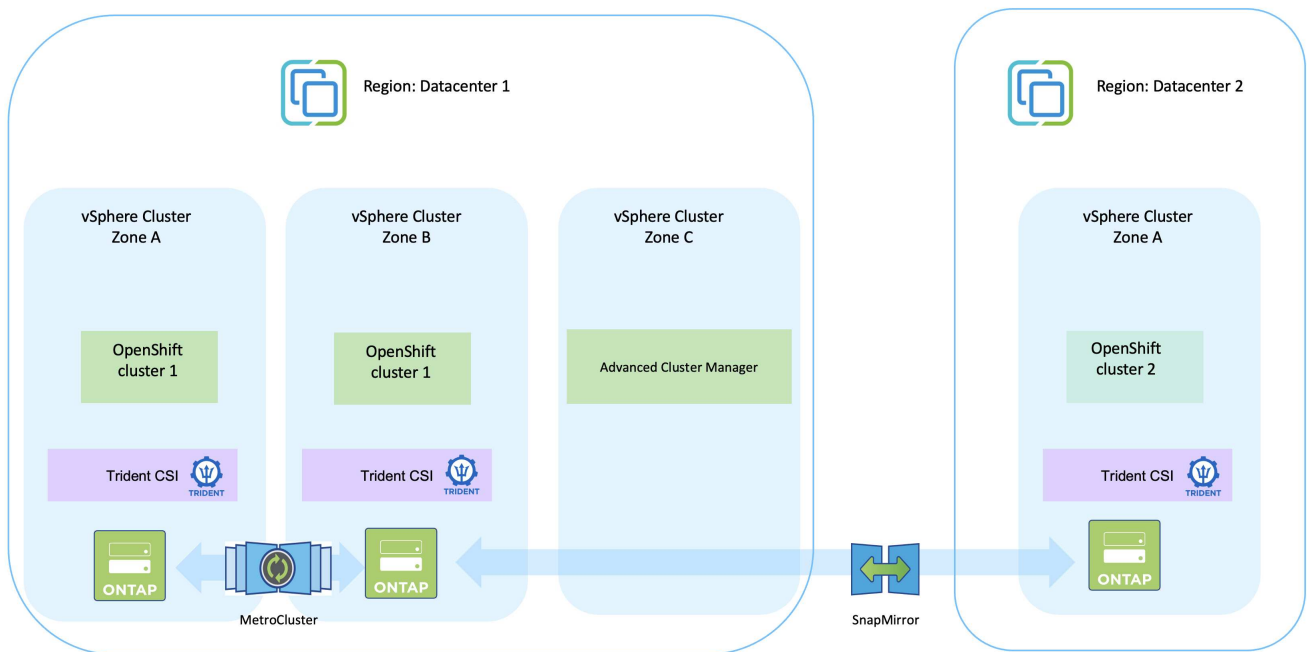 Region: Datacenter 1
Region: Datacenter 2
vSphere Cluster
Zone A
vSphere Cluster
Zone B
vSphere Cluster
Zone C
vSphere Cluster
Zone A
OpenShift
cluster 1
OpenShift
cluster 1
Advanced Cluster Manager
OpenShift
cluster 2
Trident CSI
TRIDENT
Trident CSI
TRIDENT
Trident CSI
TRIDENT
ONTAP
ONTAP
ONTAP
MetroCluster
SnapMirror